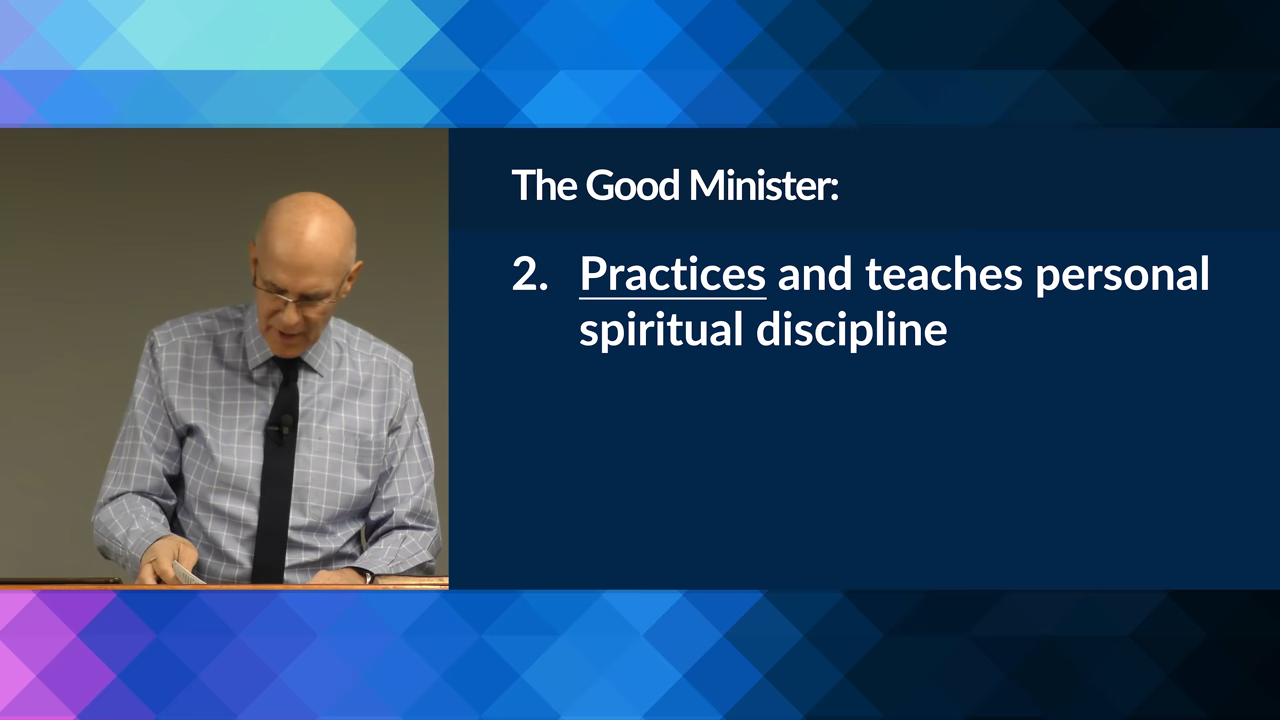 The Good Minister:
2. Practices and teaches personal
spiritual discipline